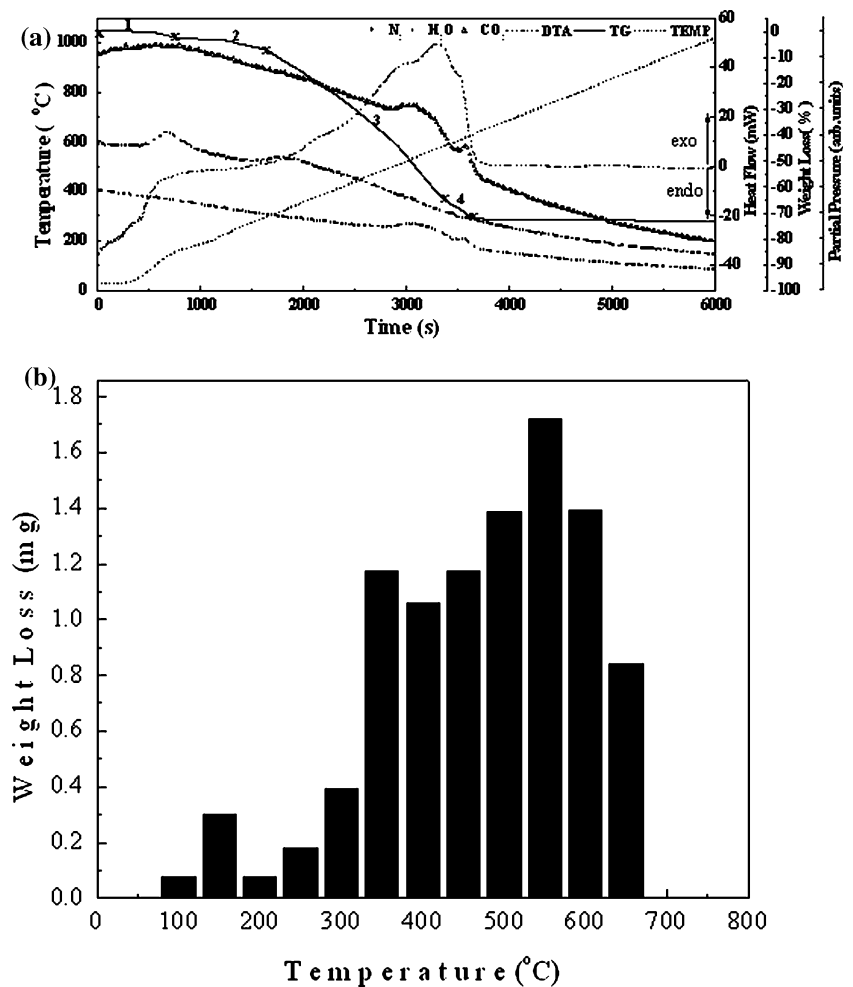 (a)
N H O CO DTA TG TEMP
1 2 3 4
exo
endo
Temperature ( °C)
0 200 400 600 800 1000
Time (s)
0 1000 2000 3000 4000 5000 6000
Heat Flow (mW)
60 40 20 0 -20 -40
Weight Loss( %)
0 -10 -20 -30 -40 -50 -60 -70 -80 -90 -100
Partial Pressure (arb.units)
(b)
Weight Loss (mg)
1.8
1.6
1.4
1.2
1.0
0.8
0.6
0.4
0.2
0.0
0 100 200 300 400 500 600 700 800
Temperature (°C)